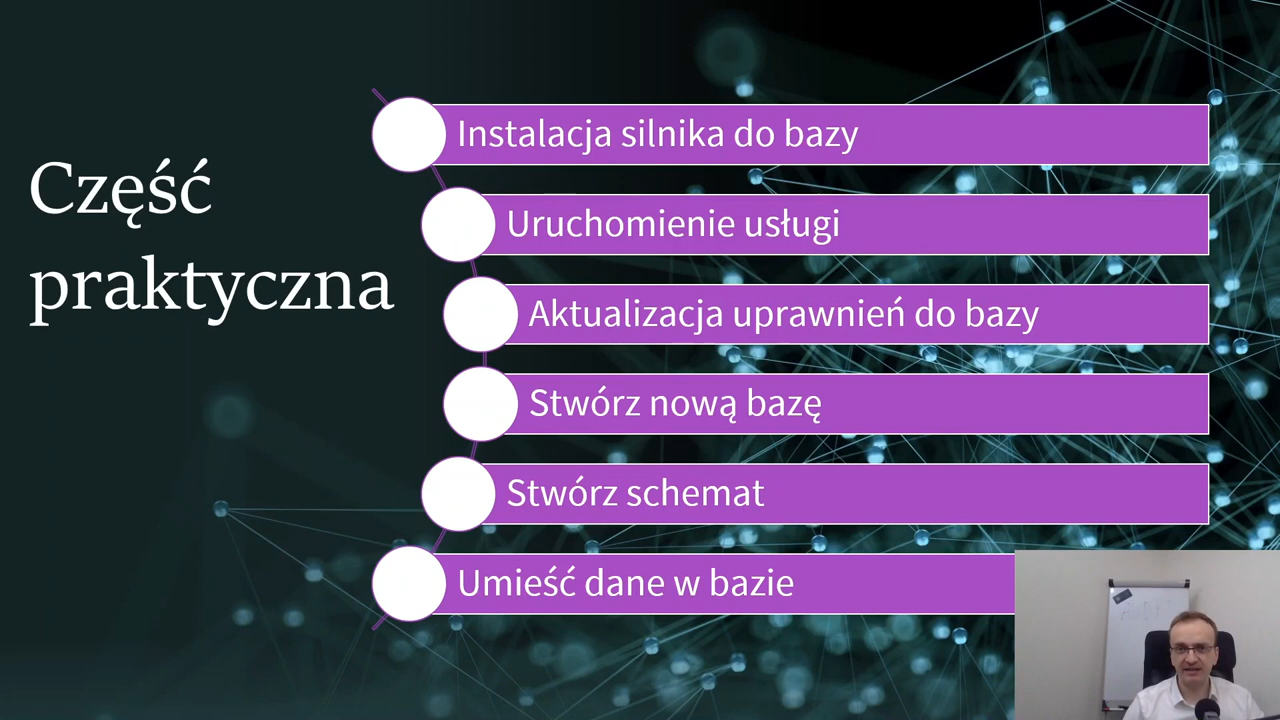 Część
praktyczna
Instalacja silnika do bazy
Uruchomienie usługi
Aktualizacja uprawnień do bazy
Stwórz nową bazę
Stwórz schemat
Umieść dane w bazie